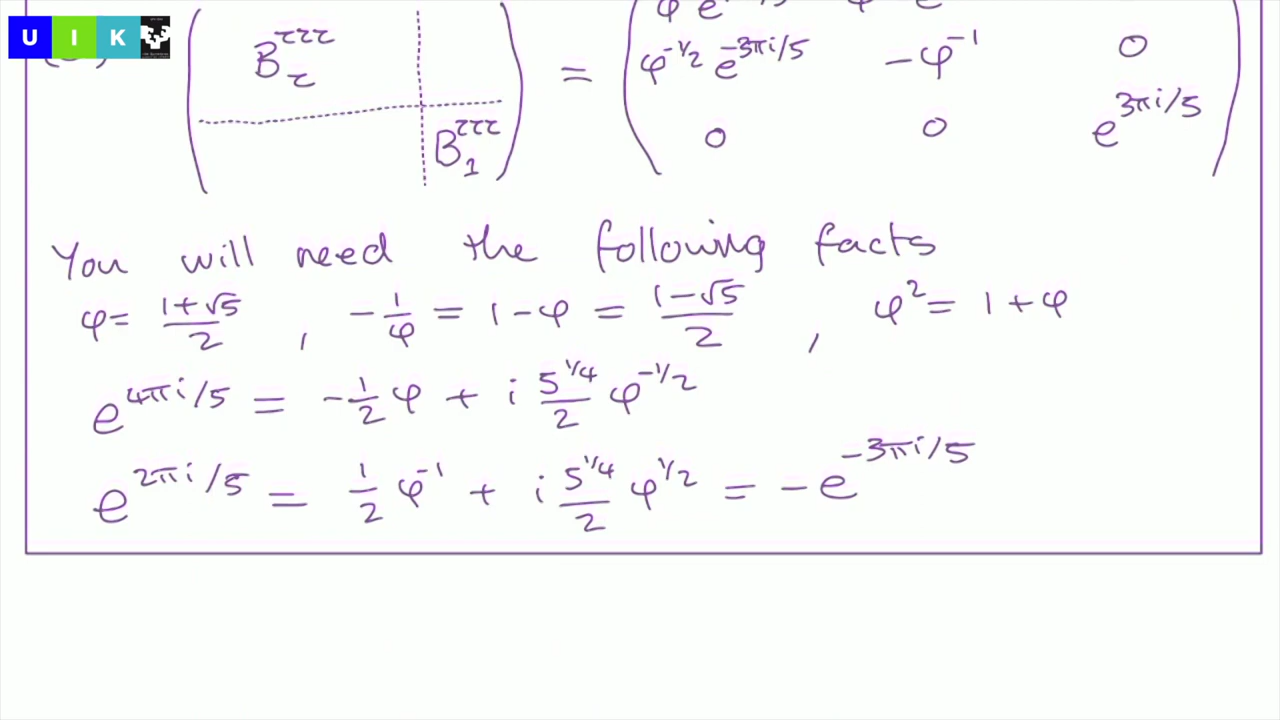 U I K
B_τ^{τττ}
B_1^{τττ}
=
φ^{-1/2} e^{-3πi/5} -φ^{-1} 0
0 0 e^{3πi/5}
You will need the following facts
φ = (1+√5)/2 , -1/φ = 1-φ = (1-√5)/2 , φ² = 1+φ
e^{4πi/5} = -1/2 φ + i 5^{1/4}/2 φ^{-1/2}
e^{2πi/5} = 1/2 φ^{-1} + i 5^{1/4}/2 φ^{1/2} = -e^{-3πi/5}